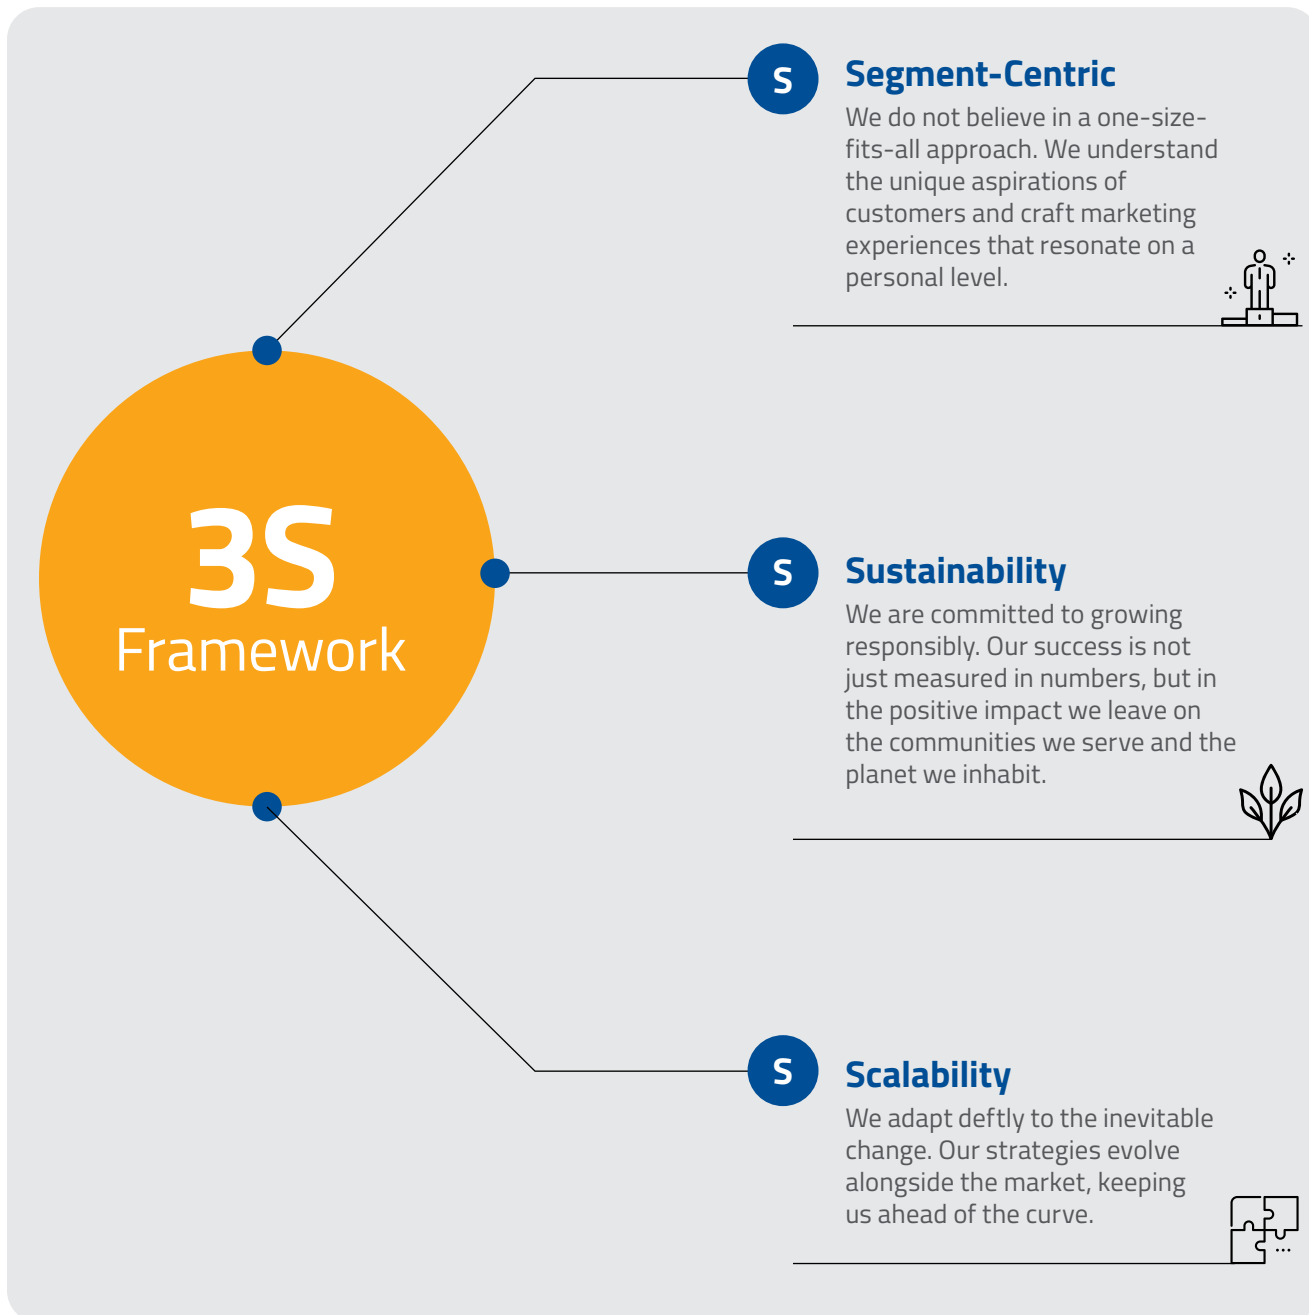 S
Segment-Centric
We do not believe in a one-size-
fits-all approach. We understand
the unique aspirations of
customers and craft marketing
experiences that resonate on a
personal level.
3S
Framework
S
Sustainability
We are committed to growing
responsibly. Our success is not
just measured in numbers, but in
the positive impact we leave on
the communities we serve and the
planet we inhabit.
S
Scalability
We adapt deftly to the inevitable
change. Our strategies evolve
alongside the market, keeping
us ahead of the curve.